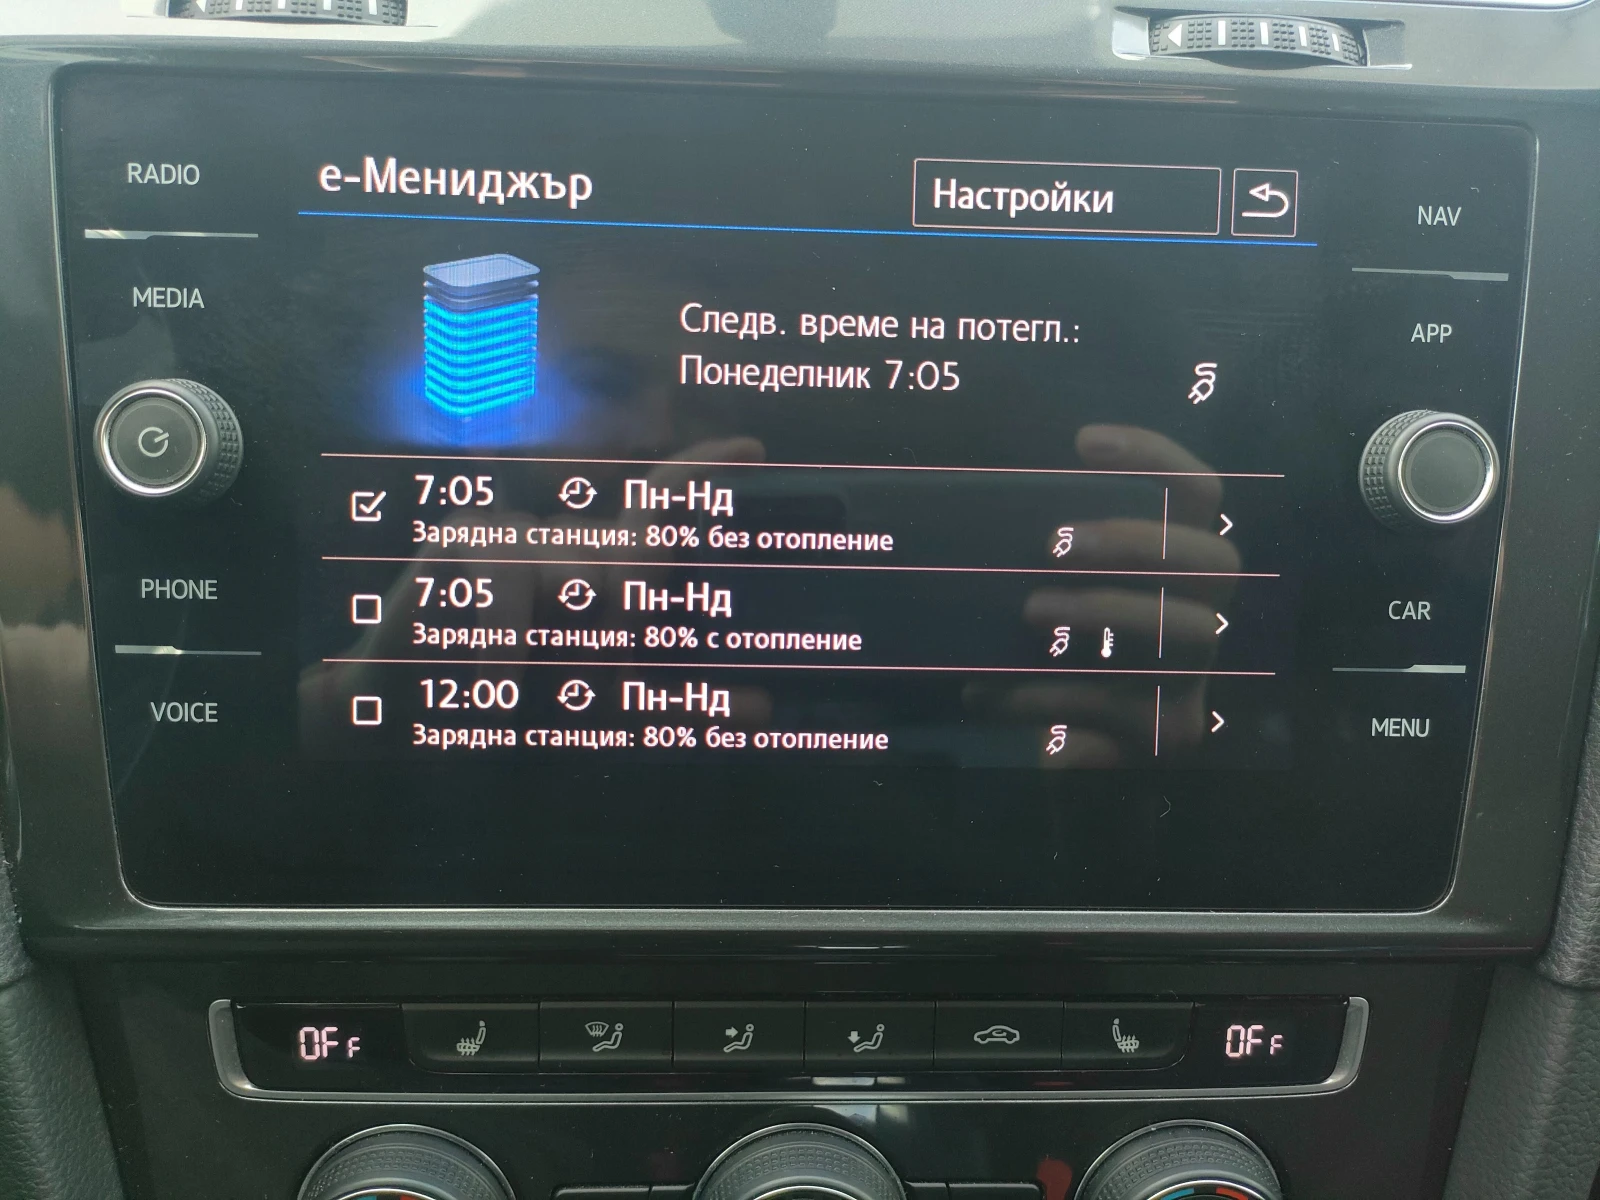 RADIO
MEDIA
PHONE
VOICE
e-Мениджър
Настройки
Следв. време на потегл.:
Понеделник 7:05
7:05 Пн-Нд
Зарядна станция: 80% без отопление
7:05 Пн-Нд
Зарядна станция: 80% с отопление
12:00 Пн-Нд
Зарядна станция: 80% без отопление
NAV
APP
CAR
MENU
OFF
OFF